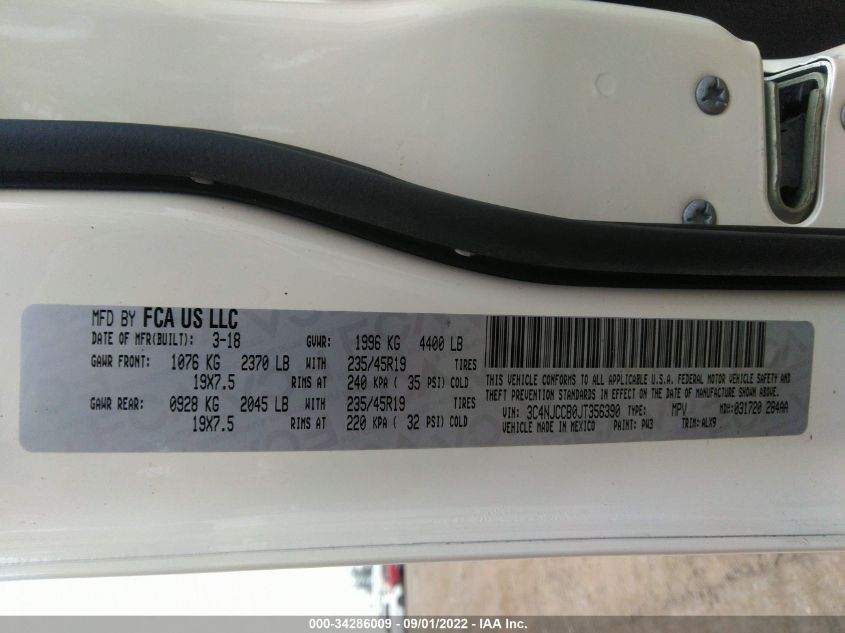 MFD BY FCA US LLC
DATE OF MFR(BUILT): 3-18 GVWR: 1996 KG 4400 LB
GAWR FRONT: 1076 KG 2370 LB WITH 235/45R19 TIRES
19X7.5 RIMS AT 240 KPA ( 35 PSI) COLD
GAWR REAR: 0928 KG 2045 LB WITH 235/45R19 TIRES
19X7.5 RIMS AT 220 KPA ( 32 PSI) COLD
THIS VEHICLE CONFORMS TO ALL APPLICABLE U.S.A. FEDERAL MOTOR VEHICLE SAFETY AND
THEFT PREVENTION STANDARDS IN EFFECT ON THE DATE OF MANUFACTURE SHOWN ABOVE.
VIN: 3C4NJCCB0JT356390 TYPE: MPV MDH: 031720 284AA
VEHICLE MADE IN MEXICO PAINT: PW3 TRIM: ALX9
000-34286009 - 09/01/2022 - IAA Inc.